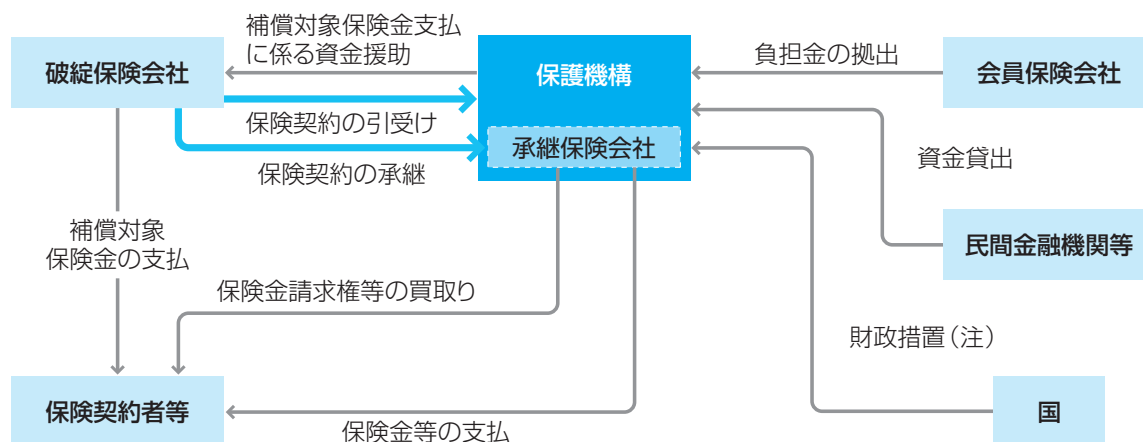 補償対象保険金支払
に係る資金援助
破綻保険会社
保護機構
負担金の拠出
会員保険会社
保険契約の引受け
承継保険会社
保険契約の承継
資金貸出
補償対象
保険金の支払
民間金融機関等
保険金請求権等の買取り
財政措置（注）
保険契約者等
保険金等の支払
国